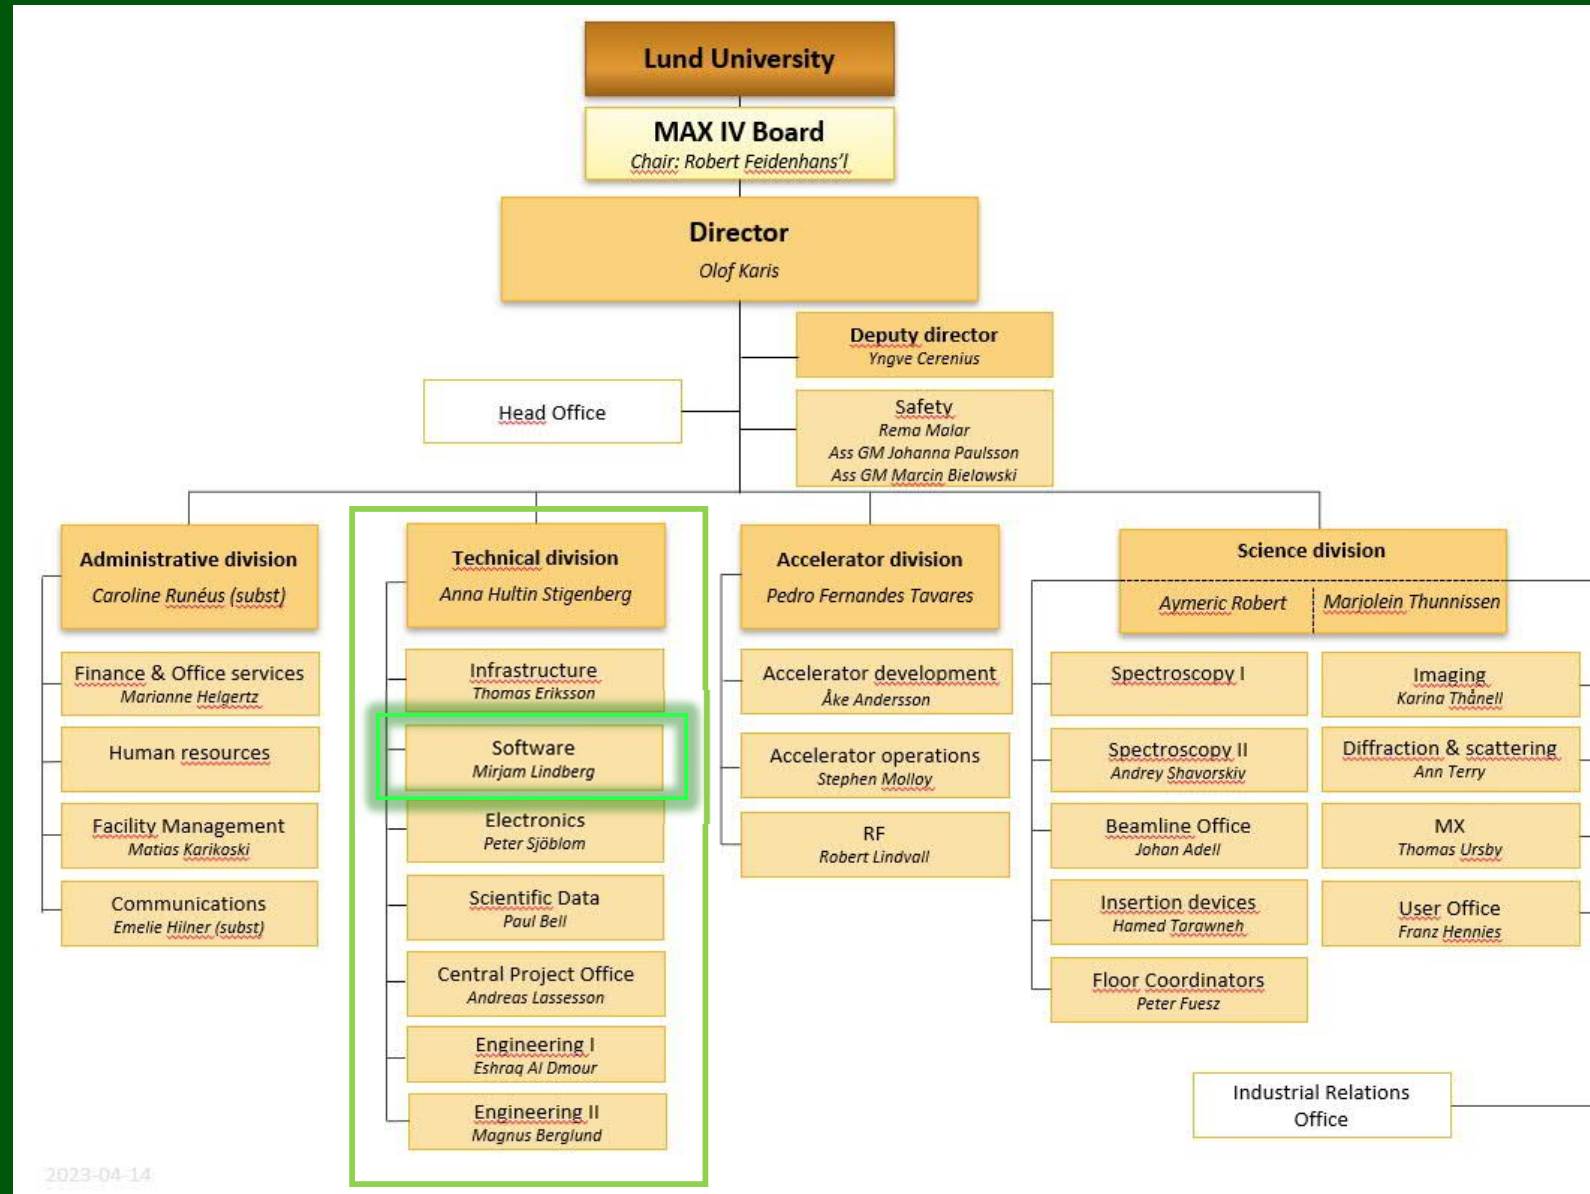 Lund University
MAX IV Board
Chair: Robert Feidenhans'l
Director
Olof Karis
Deputy director
Yngve Cerenius
Head Office
Safety
Rema Malar
Ass GM Johanna Paulsson
Ass GM Marcin Bielawski
Administrative division
Caroline Runéus (subst)
Finance & Office services
Marianne Helgertz
Human resources
Facility Management
Matias Karikoski
Communications
Emelie Hilner (subst)
Technical division
Anna Hultin Stigenberg
Infrastructure
Thomas Eriksson
Software
Mirjam Lindberg
Electronics
Peter Sjöblom
Scientific Data
Paul Bell
Central Project Office
Andreas Lassesson
Engineering I
Eshraq Al Dmour
Engineering II
Magnus Berglund
Accelerator division
Pedro Fernandes Tavares
Accelerator development
Åke Andersson
Accelerator operations
Stephen Molloy
RF
Robert Lindvall
Science division
Aymeric Robert
Marjolein Thunnissen
Spectroscopy I
Spectroscopy II
Andrey Shavorskiy
Beamline Office
Johan Adell
Insertion devices
Hamed Tarawneh
Floor Coordinators
Peter Fuesz
Imaging
Karina Thånell
Diffraction & scattering
Ann Terry
MX
Thomas Ursby
User Office
Franz Hennies
Industrial Relations
Office
2023-04-14